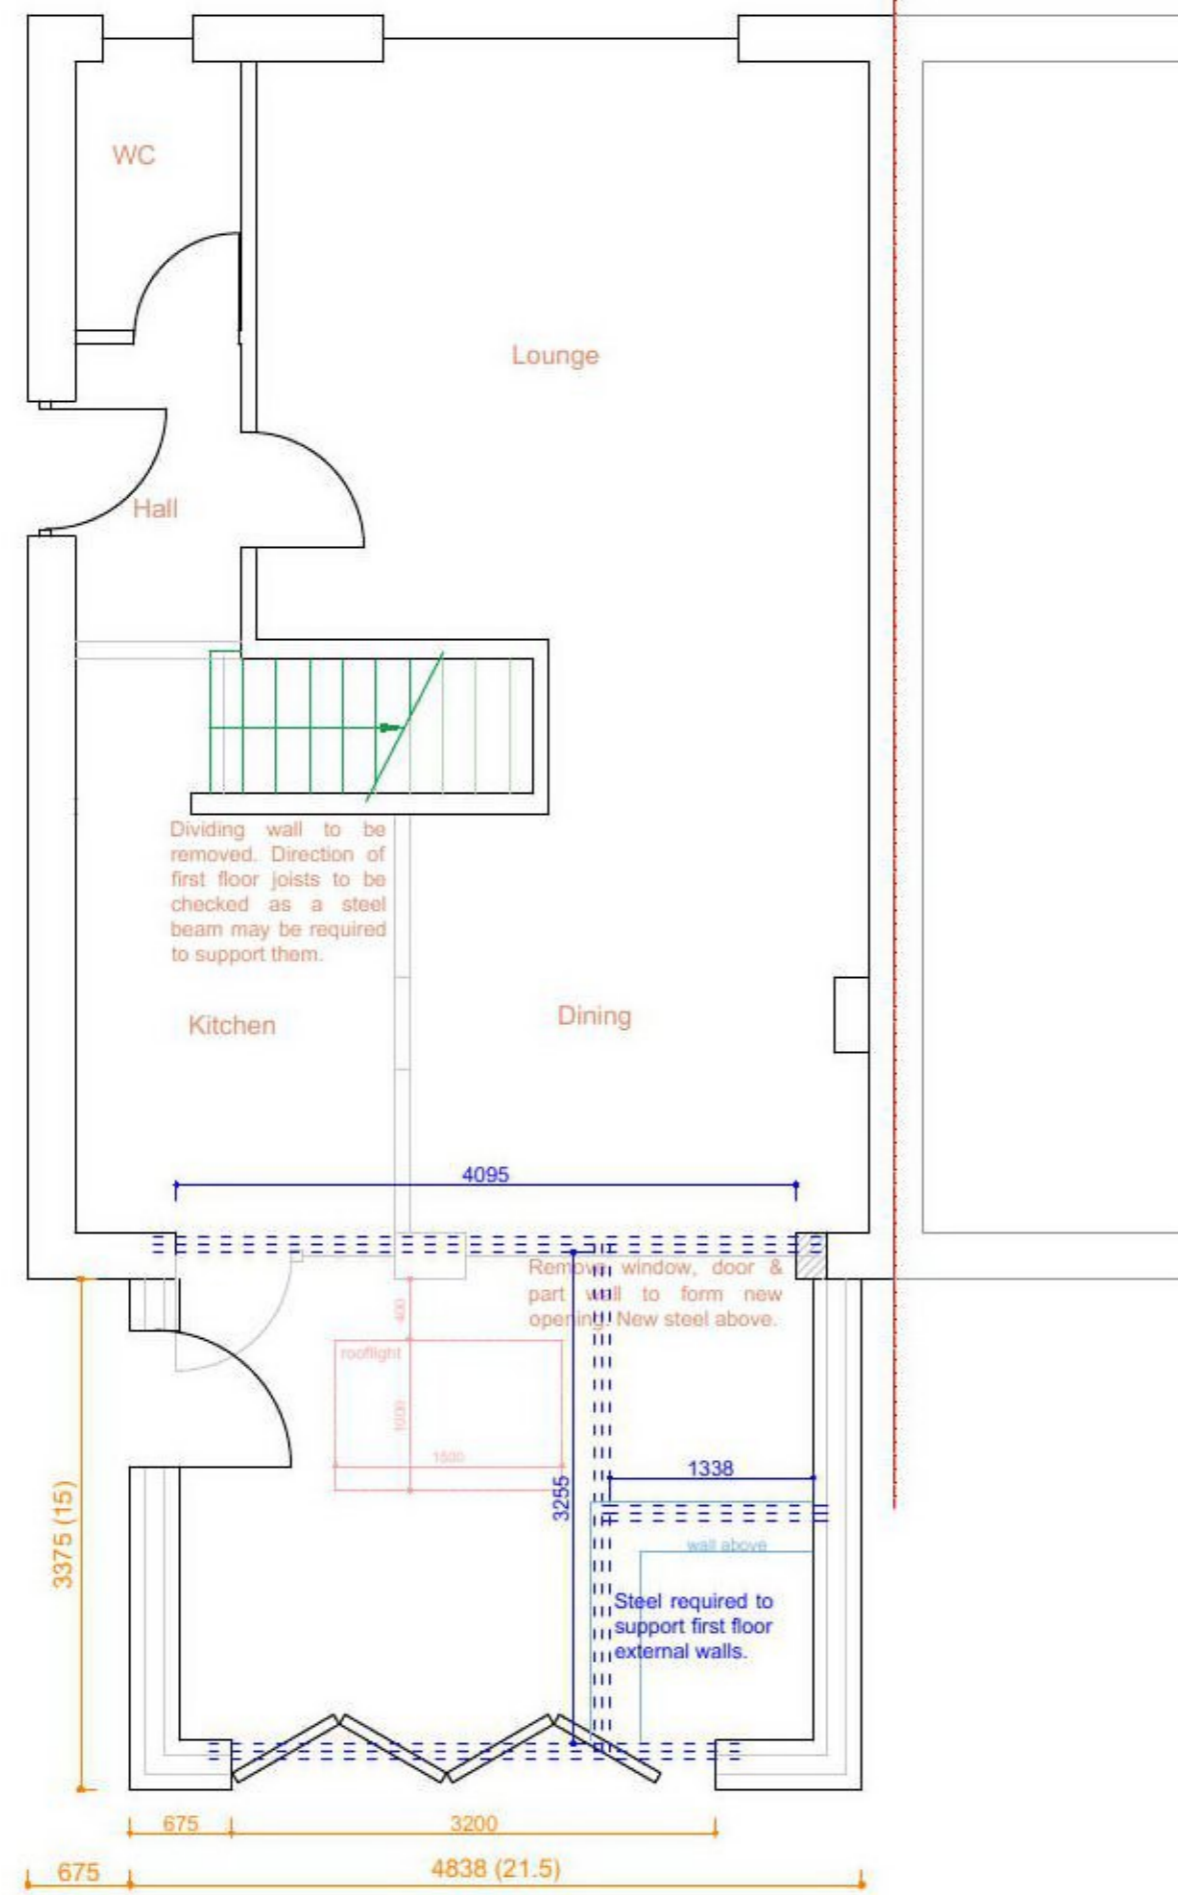 WC
Lounge
Hall
Dividing wall to be
removed. Direction of
first floor joists to be
checked as a steel
beam may be required
to support them.
Kitchen
Dining
4095
Remove window, door &
part wall to form new
opening. New steel above.
400
rooflight
1000
1500
3255
1338
wall above
Steel required to
support first floor
external walls.
3375 (15)
675
3200
675
4838 (21.5)